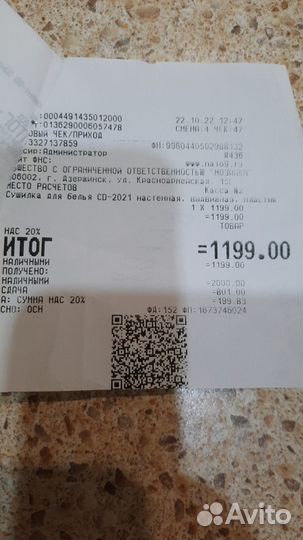 :0004491435012000 22.10.22 12:47
:0136290006057478 СМЕНА:4 ЧЕК:47
ОВЫЙ ЧЕК/ПРИХОД
3327137859 ФН:9960440502988132
СИР:Администратор #436
ЙТ ФНС: www.nalog.ru
ЩЕСТВО С ОГРАНИЧЕННОЙ ОТВЕТСТВЕННОСТЬЮ
06002, г. Дзержинск, ул. Красноармейская, 15
МЕСТО РАСЧЕТОВ Касса №2
Сушилка для белья CD-2021 настенная, пластик
1 X 1199.00
=1199.00
ТОВАР
НДС 20%
ИТОГ =1199.00
НАЛИЧНЫМИ =1199.00
ПОЛУЧЕНО:
НАЛИЧНЫМИ =2000.00
СДАЧА =801.00
А: СУММА НДС 20% =199.83
СНО: ОСН
ФД:152 ФП:1673746024
Avito